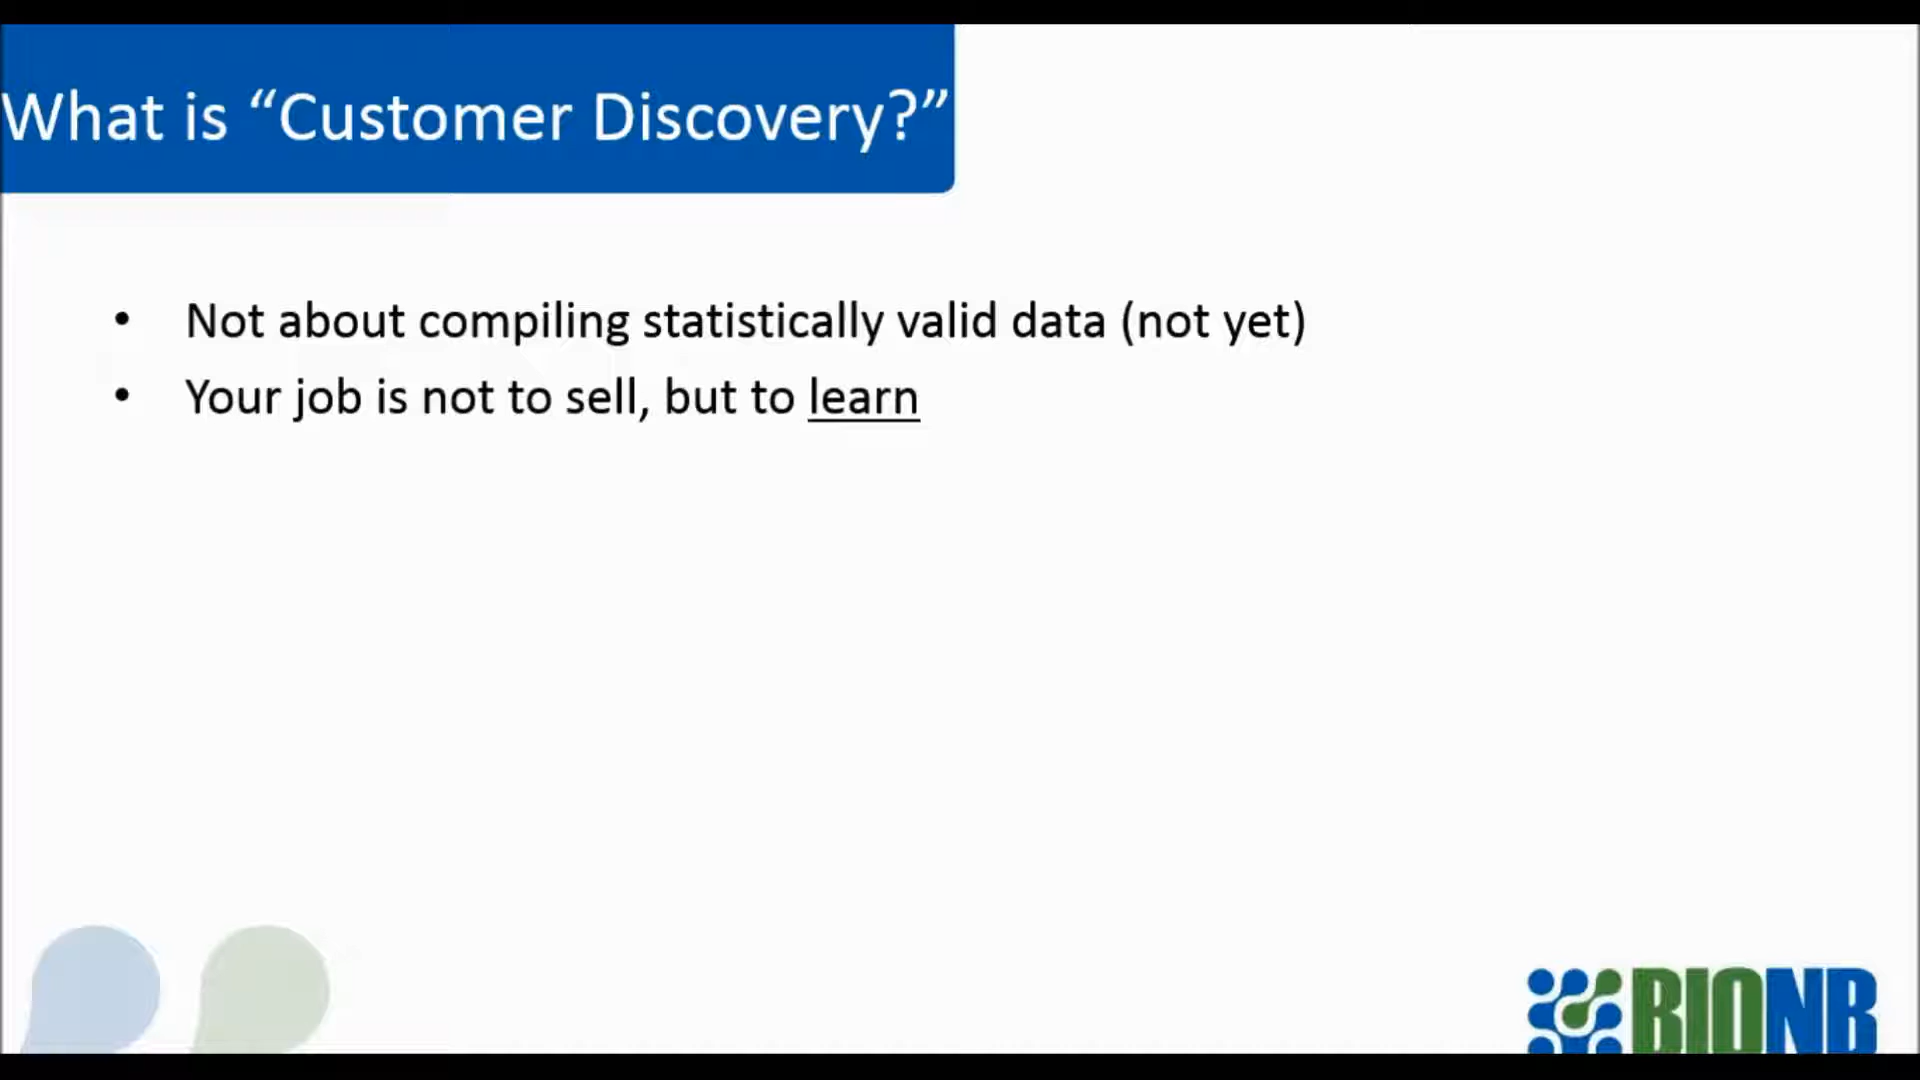 What is “Customer Discovery?”
• Not about compiling statistically valid data (not yet)
• Your job is not to sell, but to learn
BIONB